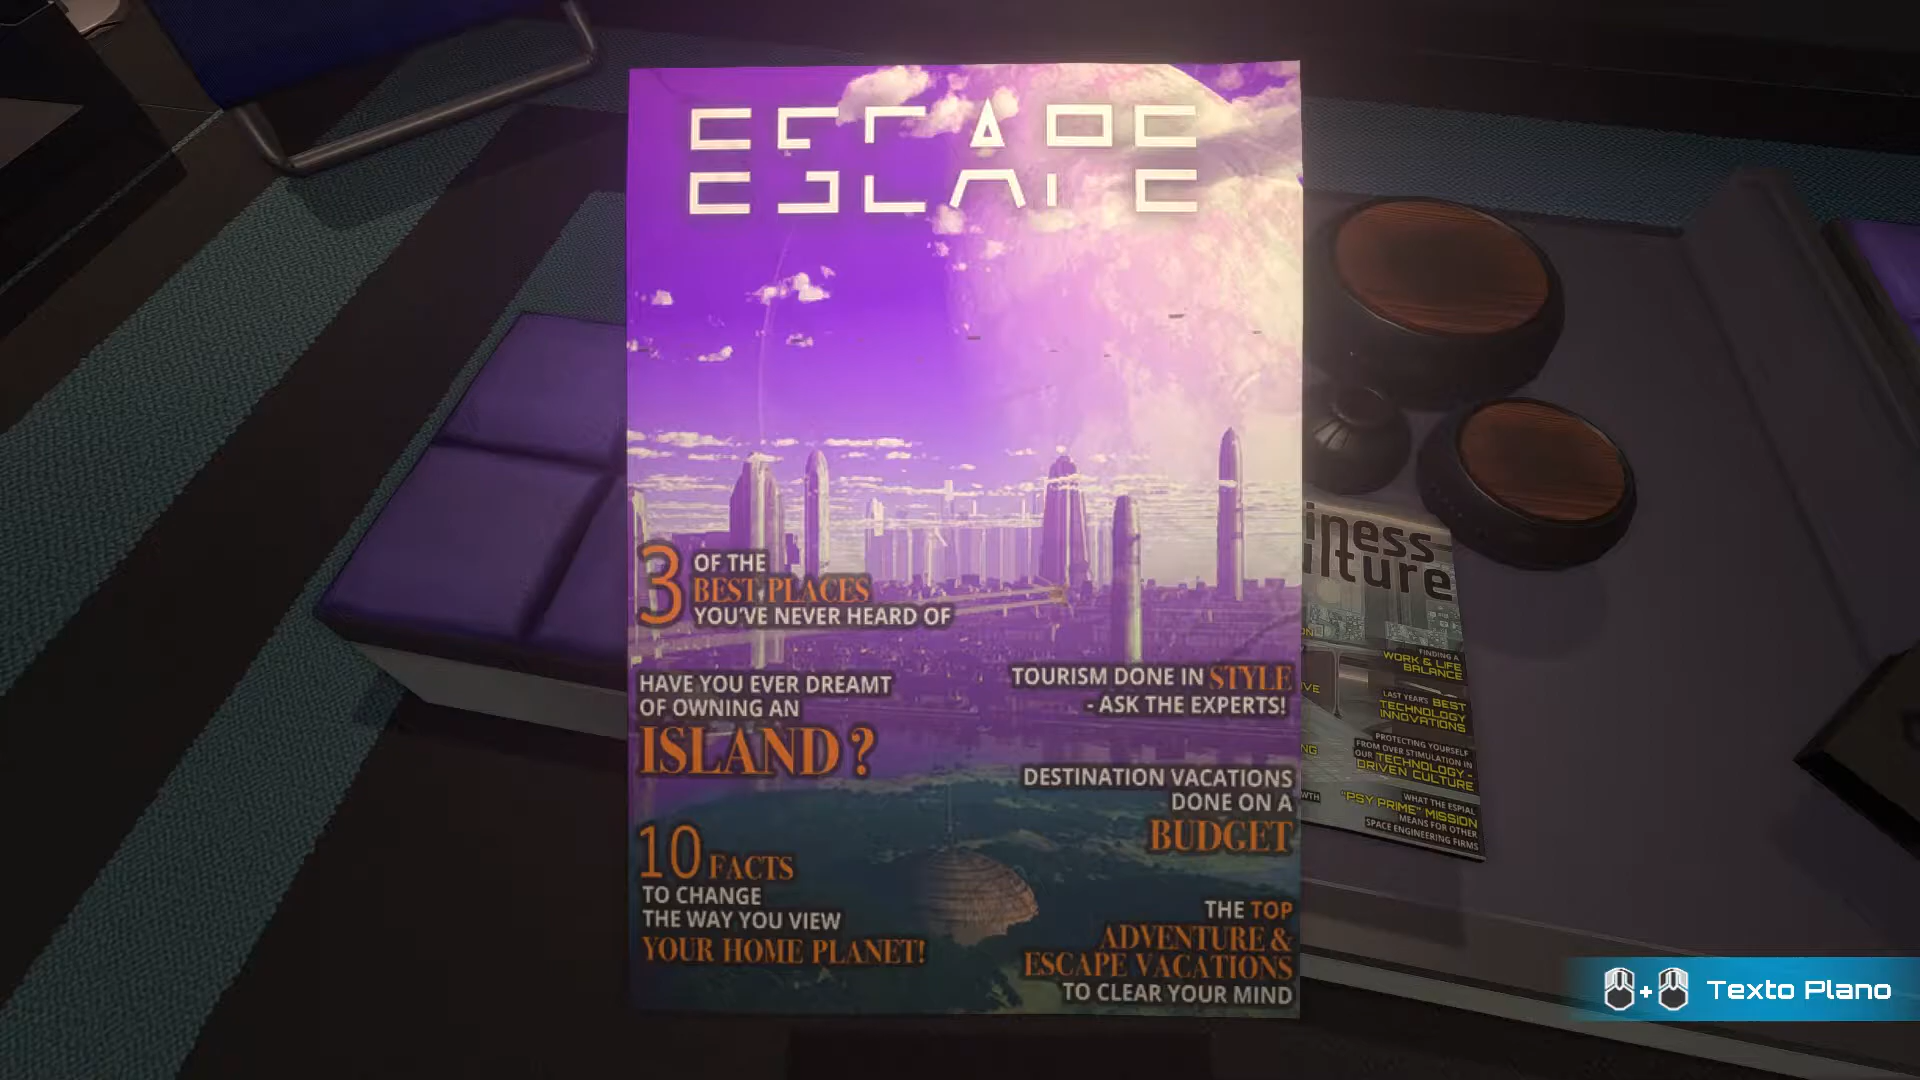 ESCAPE
3 OF THE
BEST PLACES
YOU'VE NEVER HEARD OF
HAVE YOU EVER DREAMT
OF OWNING AN
ISLAND?
10 FACTS
TO CHANGE
THE WAY YOU VIEW
YOUR HOME PLANET!
TOURISM DONE IN STYLE
- ASK THE EXPERTS!
DESTINATION VACATIONS
DONE ON A
BUDGET
THE TOP
ADVENTURE &
ESCAPE VACATIONS
TO CLEAR YOUR MIND
iness
ulture
FINDING A
WORK & LIFE
BALANCE
LAST YEAR'S BEST
TECHNOLOGY
INNOVATIONS
PROTECTING YOURSELF
FROM OVER STIMULATION IN
OUR TECHNOLOGY-
DRIVEN CULTURE
WHAT THE ESPIAL
"PSY PRIME" MISSION
MEANS FOR OTHER
SPACE ENGINEERING FIRMS
+ Texto Plano